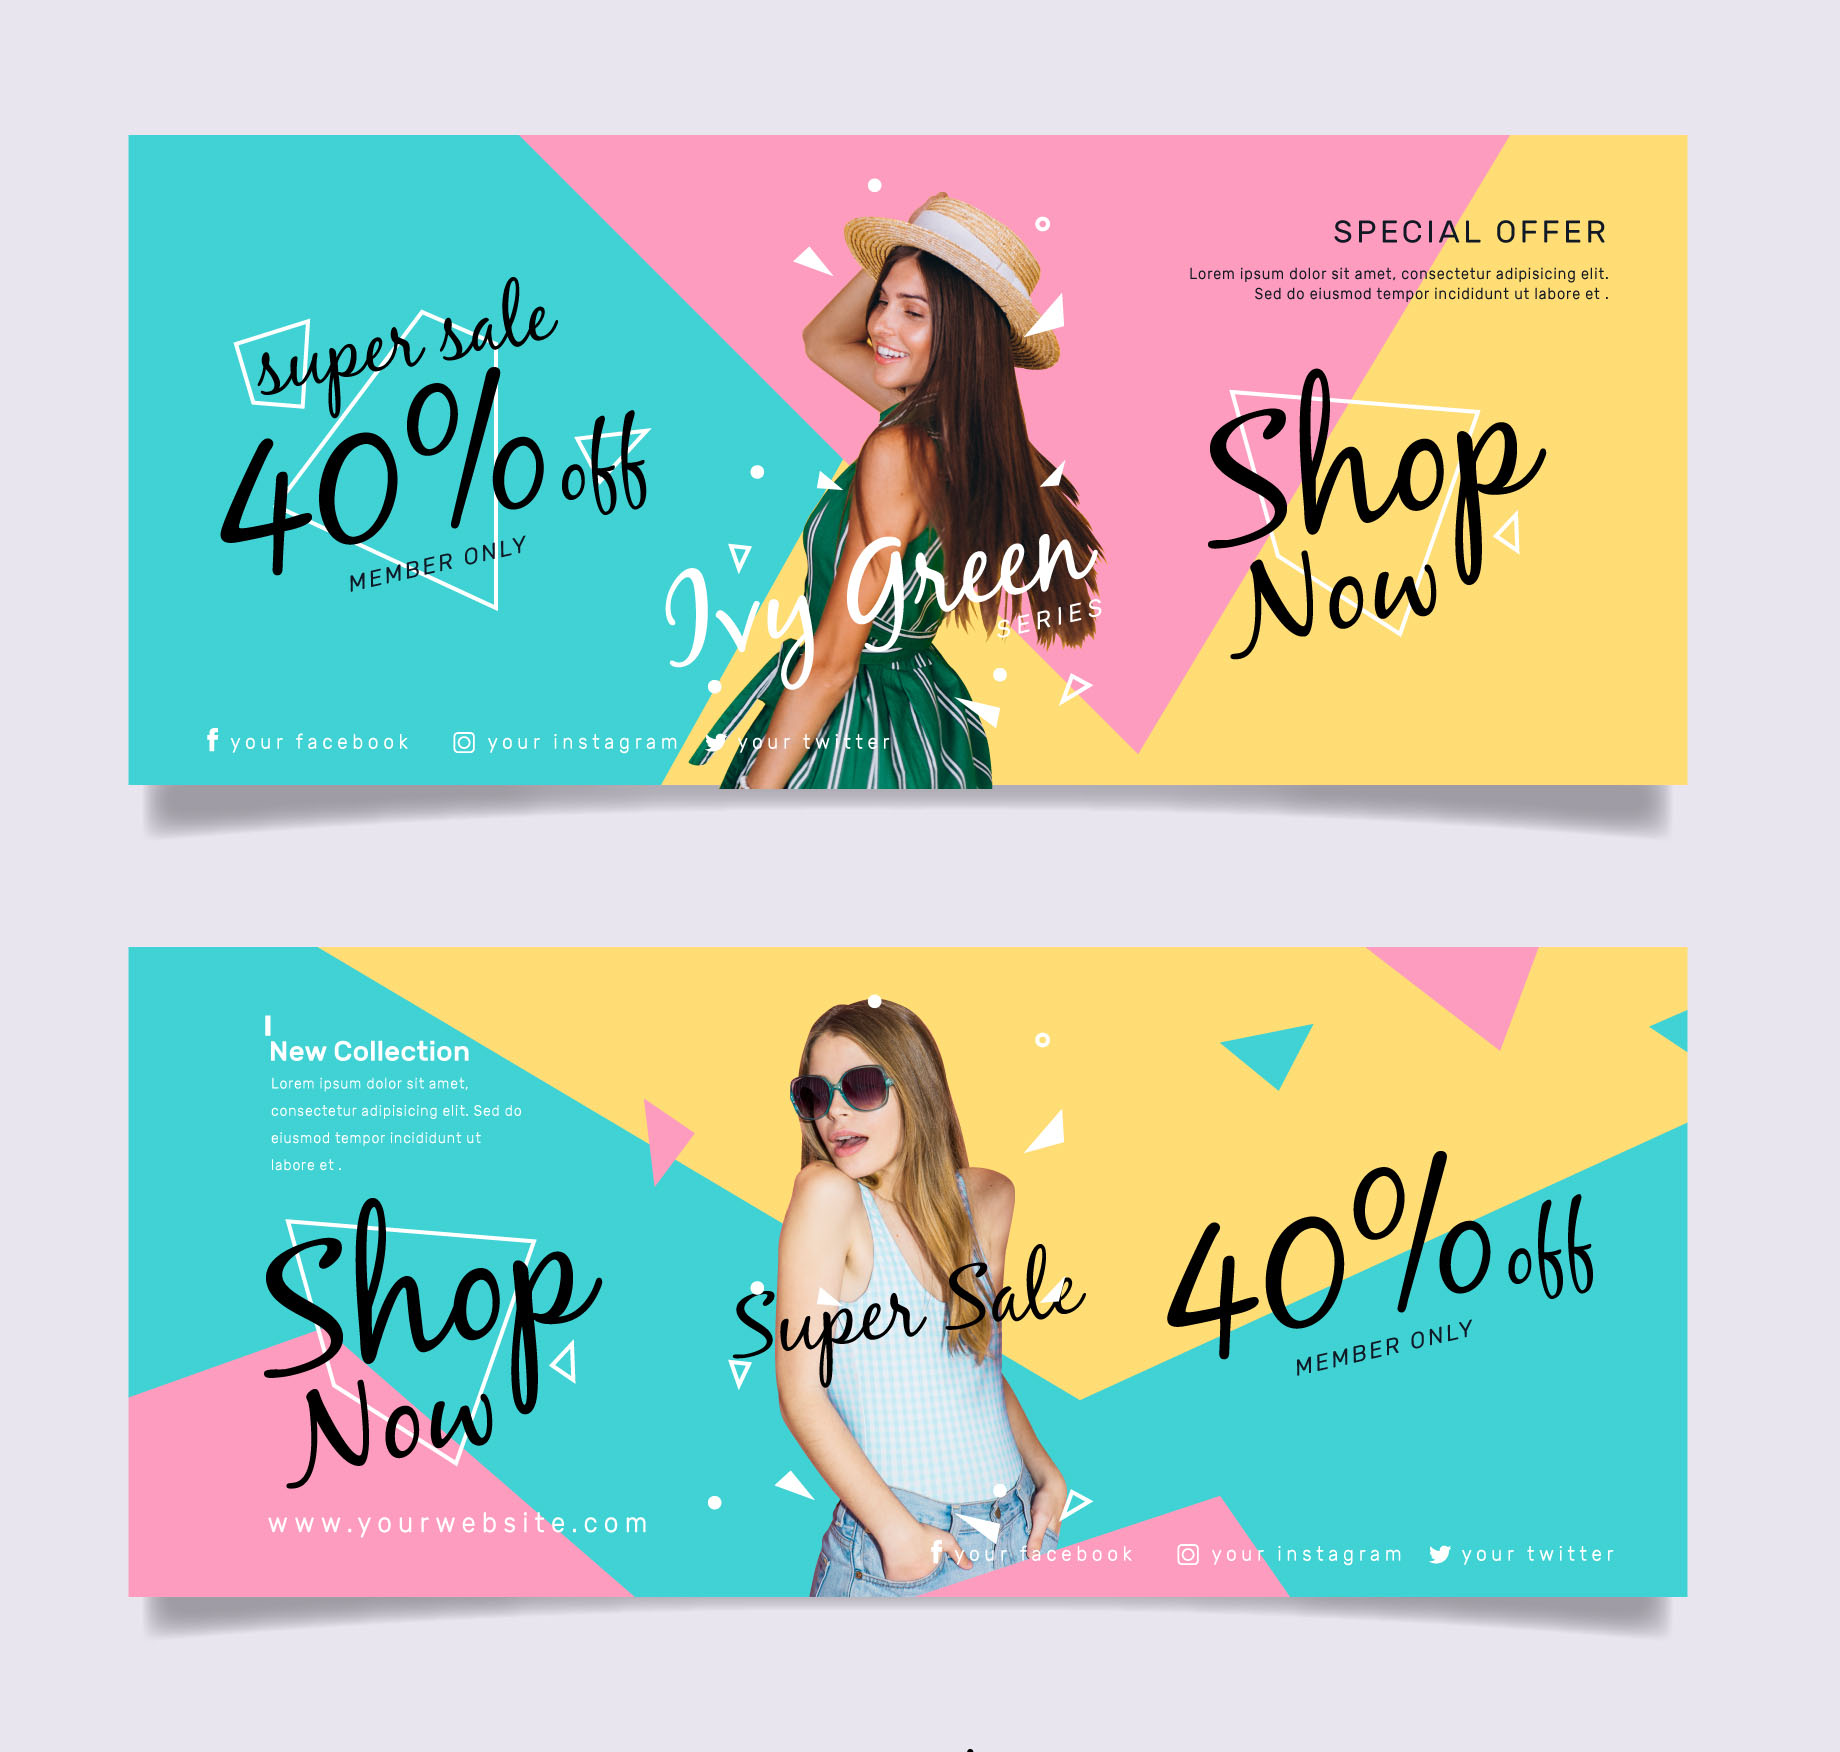 super sale
40% off
MEMBER ONLY
Ivy Green
SERIES
SPECIAL OFFER
Lorem ipsum dolor sit amet, consectetur adipisicing elit.
Sed do eiusmod tempor incididunt ut labore et .
Shop
Now
your facebook your instagram your twitter
New Collection
Lorem ipsum dolor sit amet,
consectetur adipisicing elit. Sed do
eiusmod tempor incididunt ut
labore et .
Shop
Now
www.yourwebsite.com
Super Sale
40% off
MEMBER ONLY
your facebook your instagram your twitter